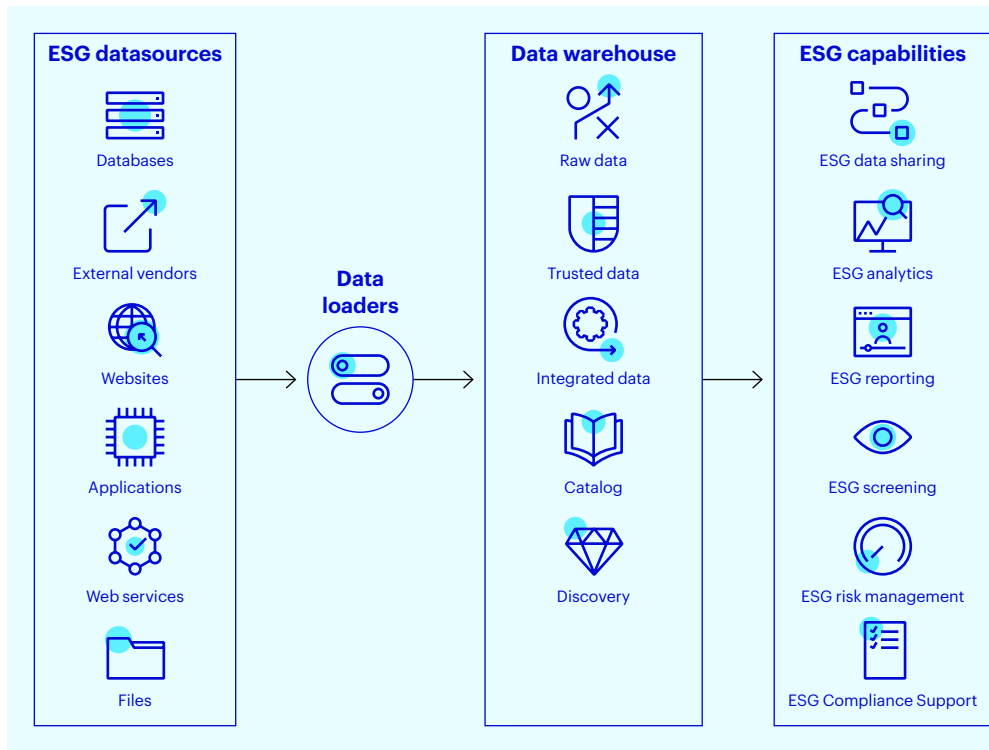 ESG datasources
Databases
External vendors
Websites
Applications
Web services
Files
Data
loaders
Data warehouse
Raw data
Trusted data
Integrated data
Catalog
Discovery
ESG capabilities
ESG data sharing
ESG analytics
ESG reporting
ESG screening
ESG risk management
ESG Compliance Support